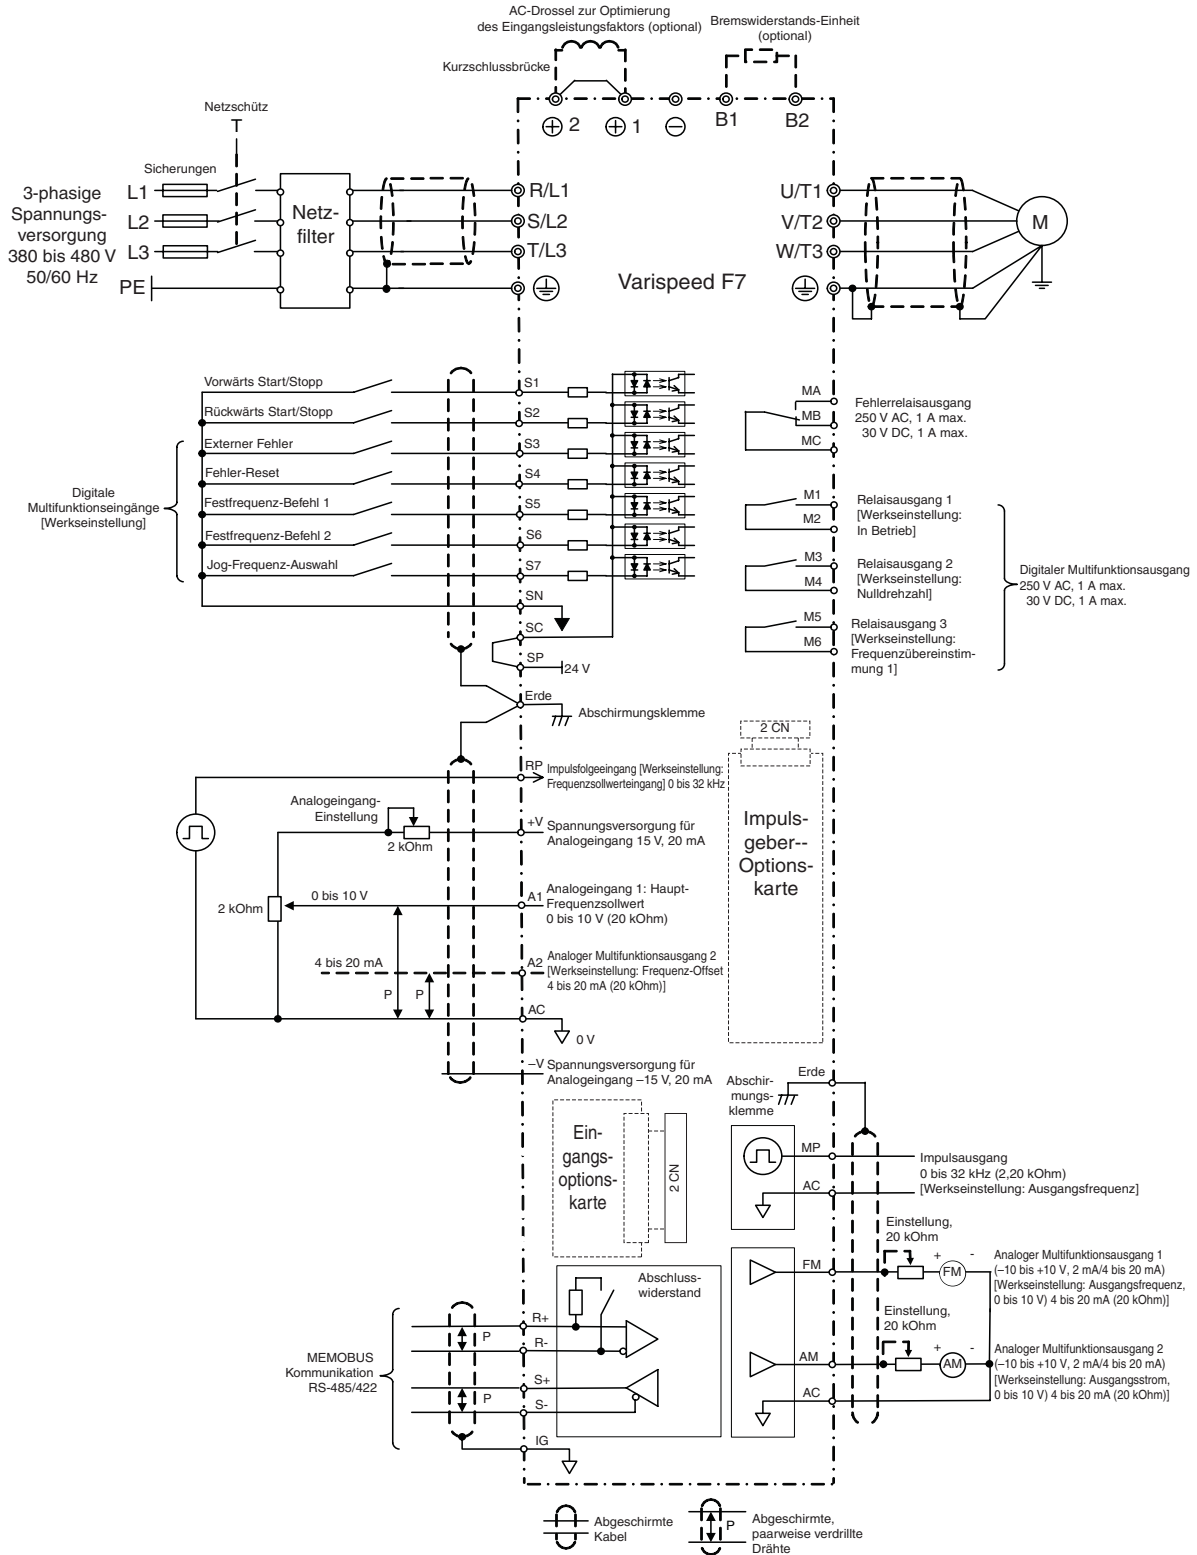 AC-Drossel zur Optimierung
des Eingangsleistungsfaktors (optional)
Bremswiderstands-Einheit
(optional)
Kurzschlussbrücke
Netzschütz
+ 2
+ 1
−
B1
B2
Sicherungen
3-phasige
Spannungs-
versorgung
380 bis 480 V
50/60 Hz
L1
L2
L3
PE
Netz-
filter
R/L1
S/L2
T/L3
Varispeed F7
U/T1
V/T2
W/T3
M
Vorwärts Start/Stopp
S1
Rückwärts Start/Stopp
S2
Externer Fehler
S3
Fehler-Reset
S4
Festfrequenz-Befehl 1
S5
Festfrequenz-Befehl 2
S6
Jog-Frequenz-Auswahl
S7
Digitale
Multifunktionseingänge
[Werkseinstellung]
SN
SC
SP
24 V
Erde
Abschirmungsklemme
MA
MB
MC
Fehlerrelaisausgang
250 V AC, 1 A max.
30 V DC, 1 A max.
M1
M2
Relaisausgang 1
[Werkseinstellung:
In Betrieb]
M3
M4
Relaisausgang 2
[Werkseinstellung:
Nulldrehzahl]
M5
M6
Relaisausgang 3
[Werkseinstellung:
Frequenzübereinstim-
mung 1]
Digitaler Multifunktionsausgang
250 V AC, 1 A max.
30 V DC, 1 A max.
2 CN
Impuls-
geber--
Options-
karte
RP
Impulsfolgeeingang [Werkseinstellung:
Frequenzsollwerteingang] 0 bis 32 kHz
Analogeingang-
Einstellung
2 kOhm
+V
Spannungsversorgung für
Analogeingang 15 V, 20 mA
2 kOhm
0 bis 10 V
A1
Analogeingang 1: Haupt-
Frequenzsollwert
0 bis 10 V (20 kOhm)
4 bis 20 mA
A2
Analoger Multifunktionsausgang 2
[Werkseinstellung: Frequenz-Offset
4 bis 20 mA (20 kOhm)]
P
P
AC
0 V
–V
Spannungsversorgung für
Analogeingang –15 V, 20 mA
Abschir-
mungs-
klemme
Erde
Ein-
gangs-
options-
karte
2 CN
MP
AC
Impulsausgang
0 bis 32 kHz (2,20 kOhm)
[Werkseinstellung: Ausgangsfrequenz]
Einstellung,
20 kOhm
+
-
FM
FM
Analoger Multifunktionsausgang 1
(–10 bis +10 V, 2 mA/4 bis 20 mA)
[Werkseinstellung: Ausgangsfrequenz,
0 bis 10 V) 4 bis 20 mA (20 kOhm)]
Einstellung,
20 kOhm
+
-
AM
AM
Analoger Multifunktionsausgang 2
(–10 bis +10 V, 2 mA/4 bis 20 mA)
[Werkseinstellung: Ausgangsstrom,
0 bis 10 V) 4 bis 20 mA (20 kOhm)]
AC
Abschluss-
widerstand
MEMOBUS
Kommunikation
RS-485/422
P
P
R+
R-
S+
S-
IG
Abgeschirmte
Kabel
P
Abgeschirmte,
paarweise verdrillte
Drähte